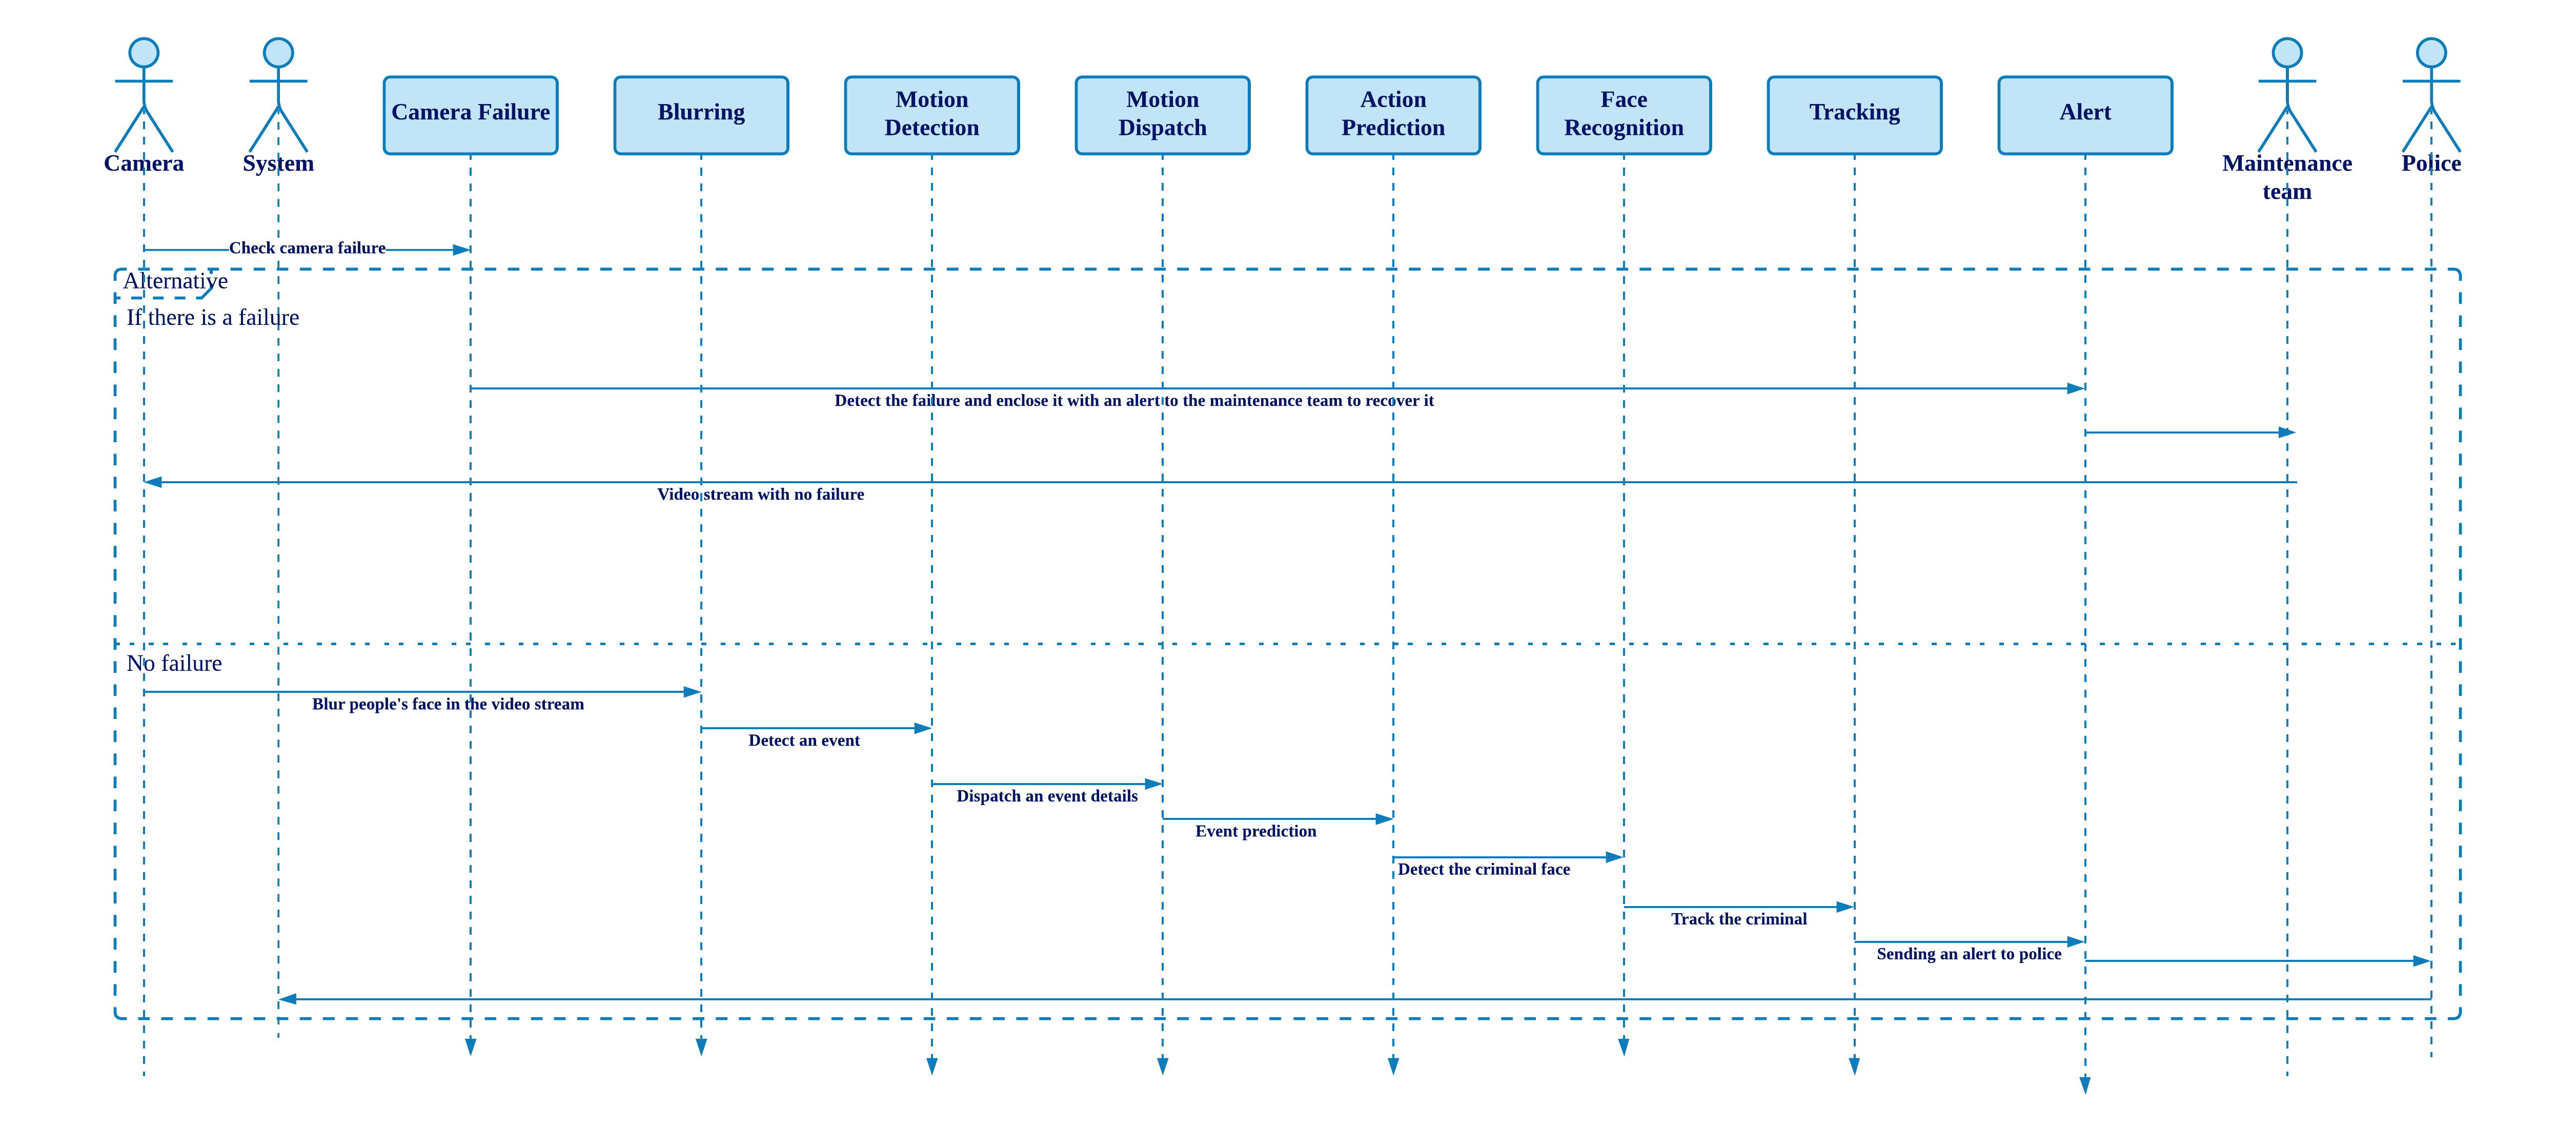 Camera
System
Camera Failure
Blurring
Motion
Detection
Motion
Dispatch
Action
Prediction
Face
Recognition
Tracking
Alert
Maintenance
team
Police
Check camera failure
Alternative
If there is a failure
Detect the failure and enclose it with an alert to the maintenance team to recover it
Video stream with no failure
No failure
Blur people's face in the video stream
Detect an event
Dispatch an event details
Event prediction
Detect the criminal face
Track the criminal
Sending an alert to police